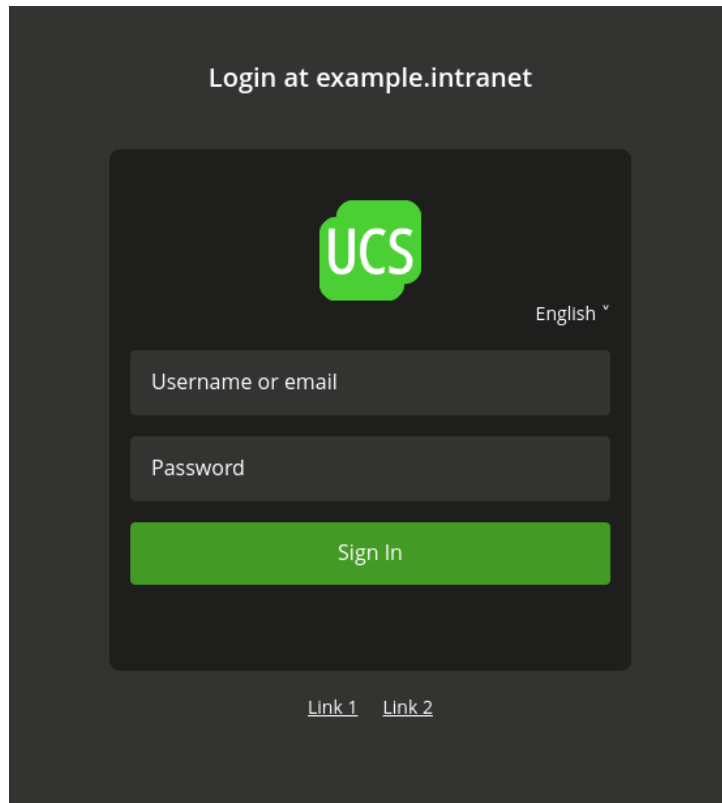 Login at example.intranet
UCS
English ˅
Username or email
Password
Sign In
Link 1 Link 2